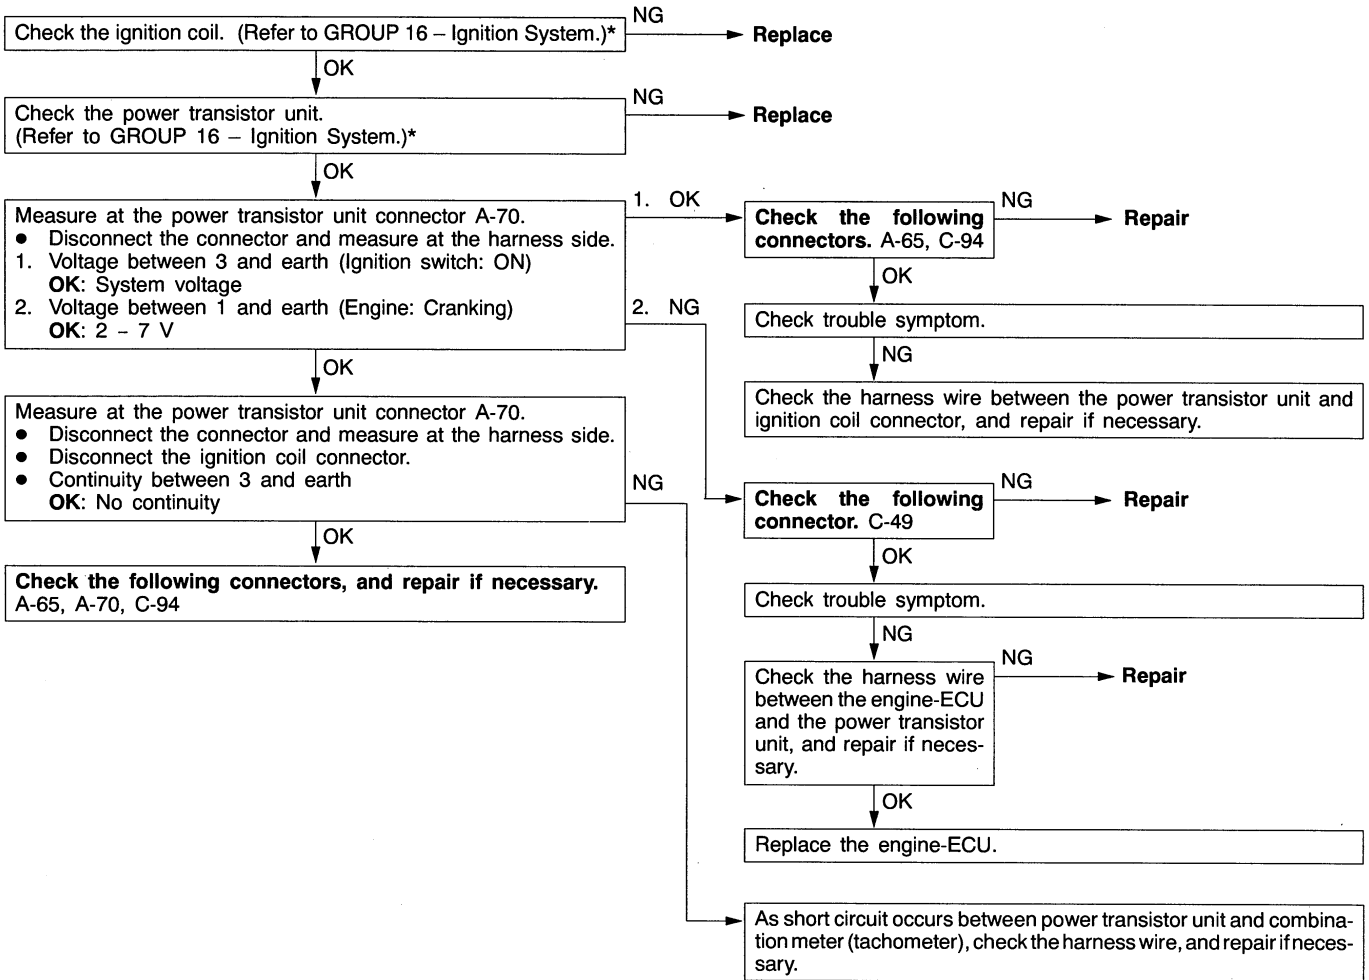 Check the ignition coil. (Refer to GROUP 16 – Ignition System.)*
NG
Replace
OK
Check the power transistor unit.
(Refer to GROUP 16 – Ignition System.)*
NG
Replace
OK
Measure at the power transistor unit connector A-70.
● Disconnect the connector and measure at the harness side.
1. Voltage between 3 and earth (Ignition switch: ON)
OK: System voltage
2. Voltage between 1 and earth (Engine: Cranking)
OK: 2 – 7 V
1. OK
2. NG
OK
Measure at the power transistor unit connector A-70.
● Disconnect the connector and measure at the harness side.
● Disconnect the ignition coil connector.
● Continuity between 3 and earth
OK: No continuity
NG
OK
Check the following connectors, and repair if necessary.
A-65, A-70, C-94
Check the following
connectors. A-65, C-94
NG
Repair
OK
Check trouble symptom.
NG
Check the harness wire between the power transistor unit and
ignition coil connector, and repair if necessary.
Check the following
connector. C-49
NG
Repair
OK
Check trouble symptom.
NG
Check the harness wire
between the engine-ECU
and the power transistor
unit, and repair if neces-
sary.
NG
Repair
OK
Replace the engine-ECU.
As short circuit occurs between power transistor unit and combina-
tion meter (tachometer), check the harness wire, and repair if neces-
sary.